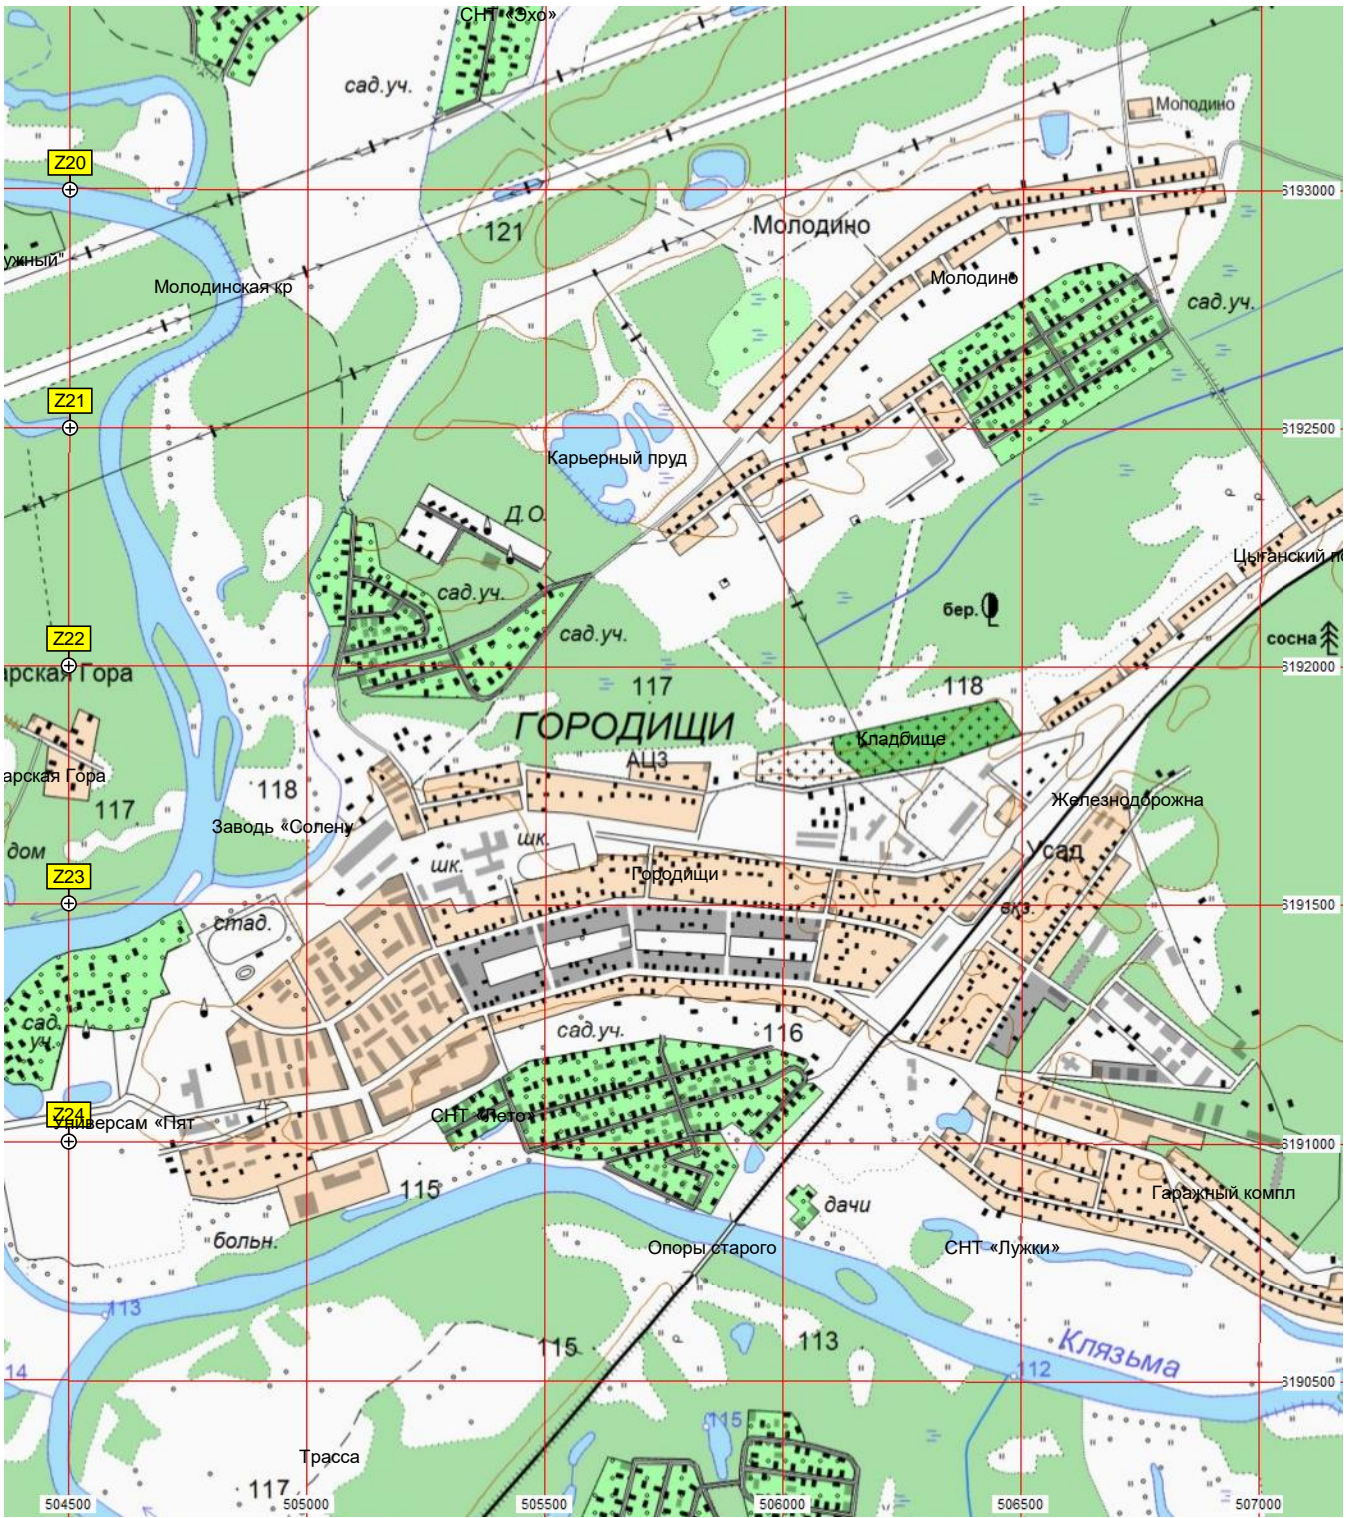 СНТ «Эхо»
сад.уч.
Молодино
Z20
6193000
121
Молодино
ужный"
Молодинская кр
Молодино
сад.уч.
Z21
6192500
Карьерный пруд
Д.О.
Цыганский п
сад.уч.
бер.
сад.уч.
сосна
Z22
6192000
арская Гора
117
118
ГОРОДИЩИ
Кладбище
АЦЗ
арская Гора
118
117
Железнодорожна
Заводь «Солену
шк.
дом
шк.
Усад
Городищи
Z23
6191500
стад.
вкз.
сад.
уч.
сад.уч.
116
Z24
Универсам «Пят
СНТ «Лето»
6191000
115
дачи
Гаражный компл
больн.
Опоры старого
СНТ «Лужки»
113
115
113
Клязьма
14
112
6190500
115
Трасса
117
504500
505000
505500
506000
506500
507000